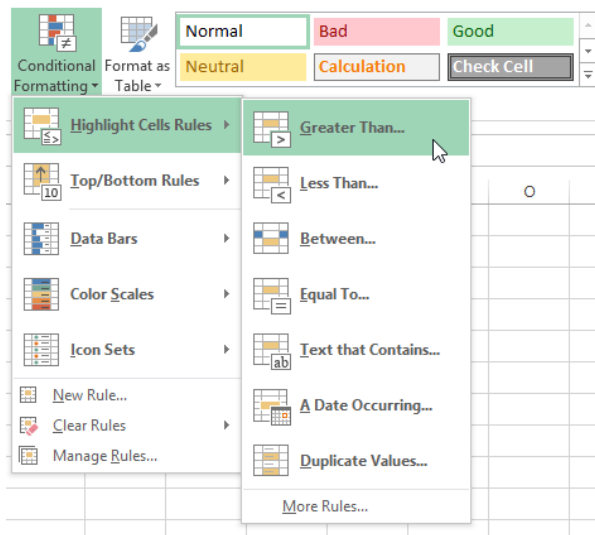 Conditional
Formatting
Format as
Table
Normal
Bad
Good
Neutral
Calculation
Check Cell
Highlight Cells Rules
Top/Bottom Rules
10
Data Bars
Color Scales
Icon Sets
New Rule...
Clear Rules
Manage Rules...
>
Greater Than...
<
Less Than...
Between...
=
Equal To...
ab
Text that Contains...
A Date Occurring...
Duplicate Values...
More Rules...
O